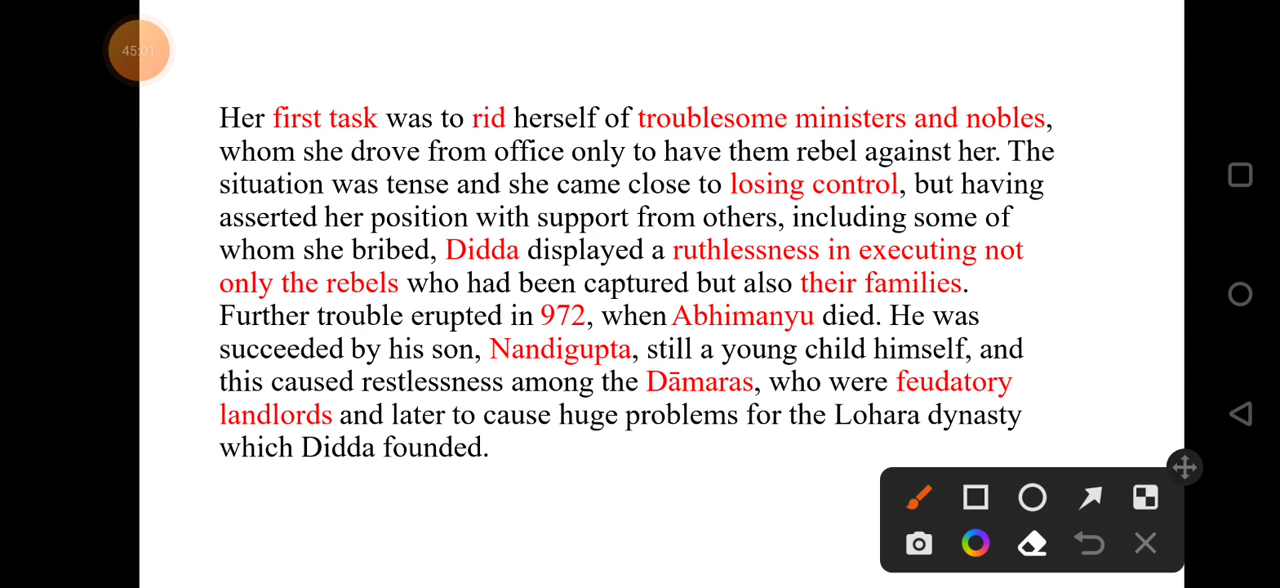 45:01
Her first task was to rid herself of troublesome ministers and nobles,
whom she drove from office only to have them rebel against her. The
situation was tense and she came close to losing control, but having
asserted her position with support from others, including some of
whom she bribed, Didda displayed a ruthlessness in executing not
only the rebels who had been captured but also their families.
Further trouble erupted in 972, when Abhimanyu died. He was
succeeded by his son, Nandigupta, still a young child himself, and
this caused restlessness among the Dāmaras, who were feudatory
landlords and later to cause huge problems for the Lohara dynasty
which Didda founded.